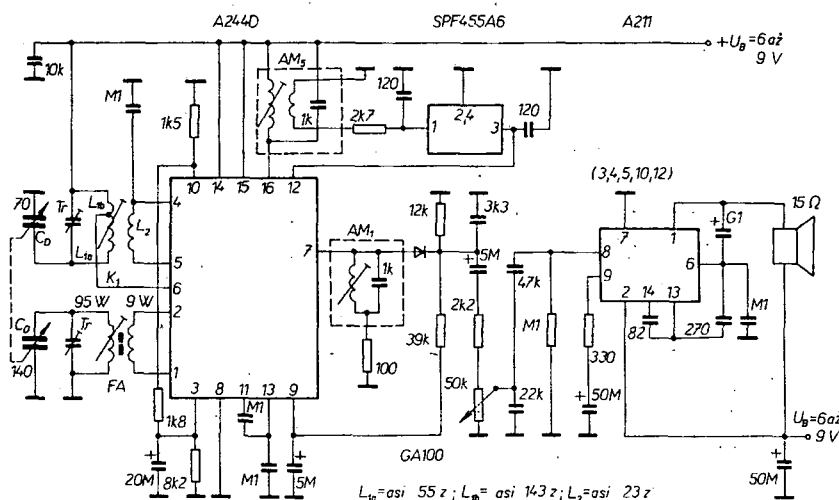 A244D SPF455A6 A211
+U_B = 6 až 9 V
10k
M1
1k5
AM5
1k
120
2k7
1 2,4 3
120
10 14 15 16 12
(3,4,5,10,12)
15 Ω
70
C_D
Tr
L1b
L1a
L2
K1
4
5
6
7
AM1
1k
12k
3k3
5M
+
47k
8
9
7
1
6
2 14 13
+
G1
M1
C_O
140
Tr
95 W 9 W
2
1
FA
39k
2k2
100
50k
22k
M1
330
82
270
3 8 11 13 9
M1
1k8
+
20M
8k2
M1
+
5M
GA100
+
50M
U_B = 6 až 9 V
+
50M
L1a = asi 55 z ; L1b = asi 143 z ; L2 = asi 23 z